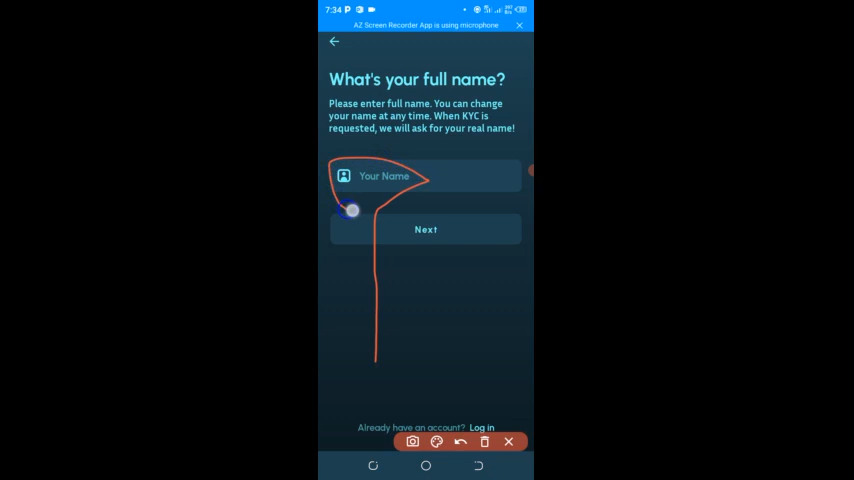 7:34
AZ Screen Recorder App is using microphone
What's your full name?
Please enter full name. You can change
your name at any time. When KYC is
requested, we will ask for your real name!
Your Name
Next
Already have an account? Log in